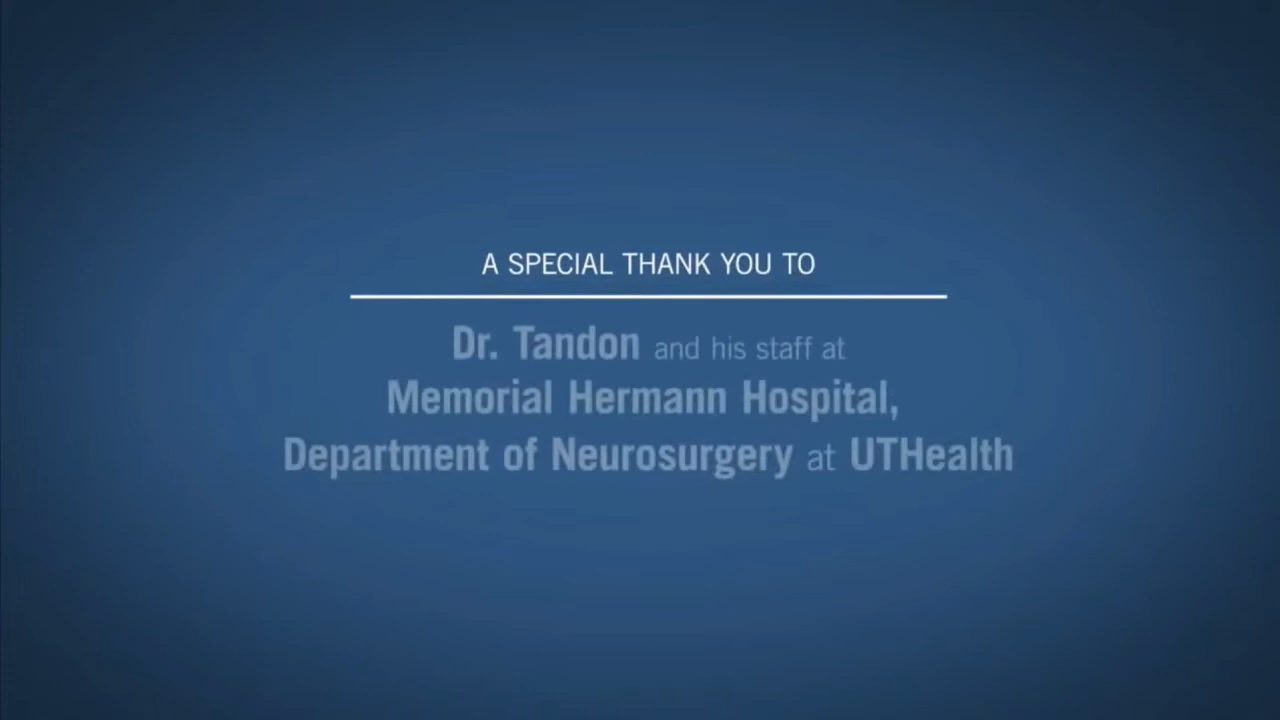 A SPECIAL THANK YOU TO
Dr. Tandon and his staff at
Memorial Hermann Hospital,
Department of Neurosurgery at UTHealth